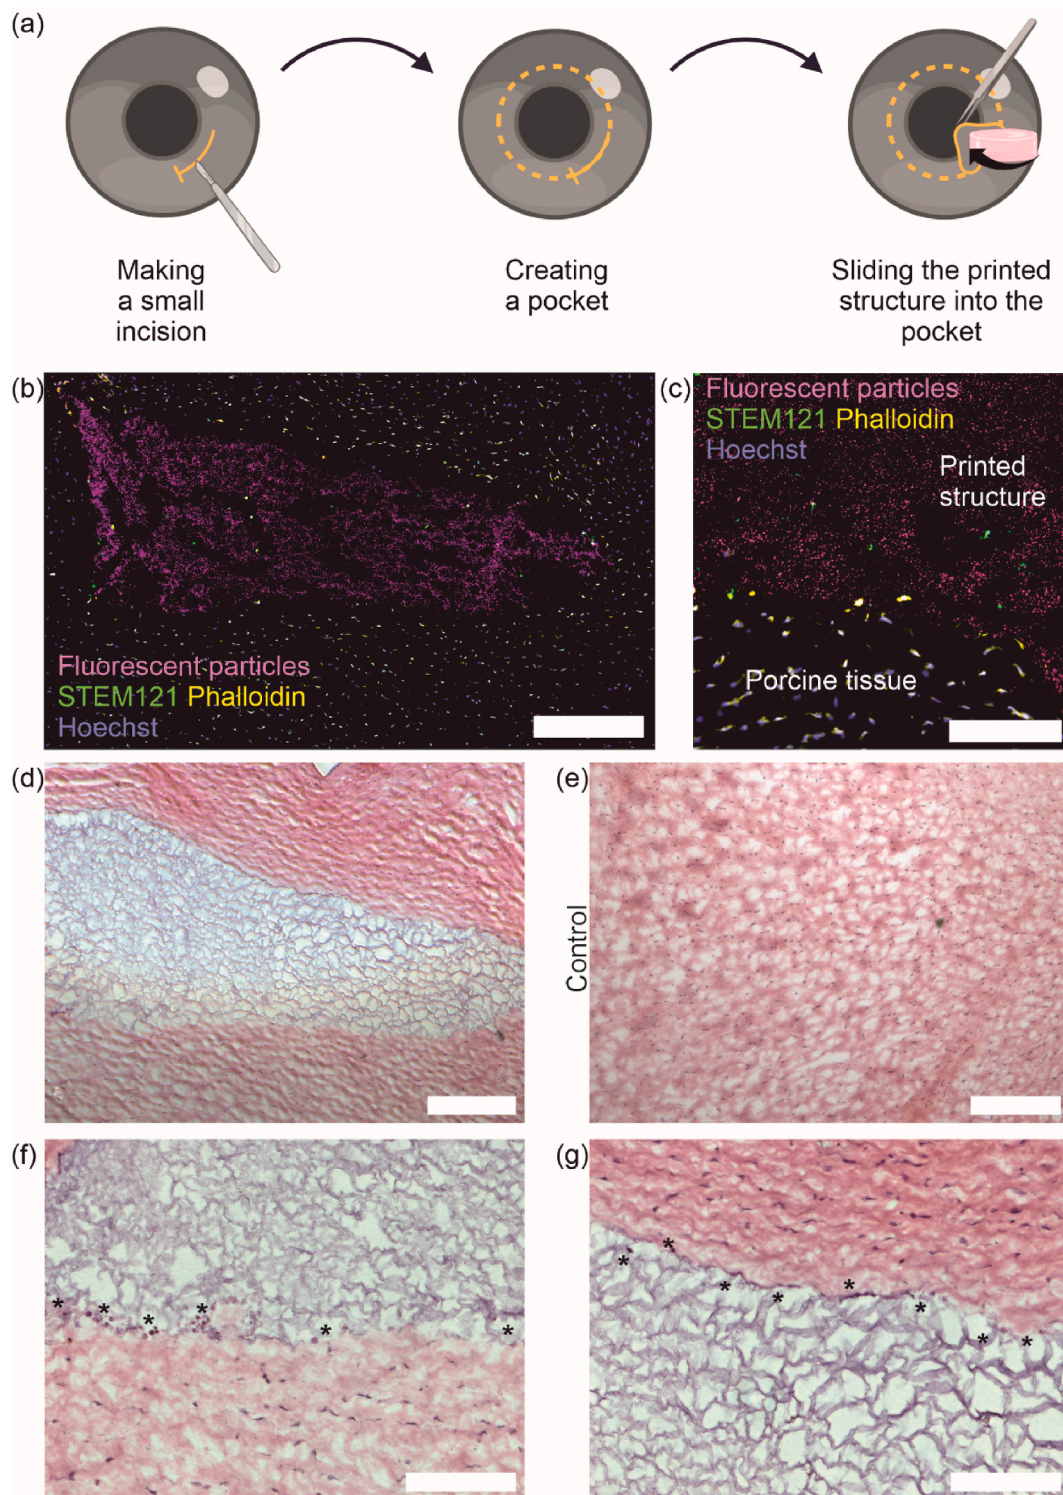 (a)
Making
a small
incision
Creating
a pocket
Sliding the printed
structure into the
pocket
(b)
Fluorescent particles
STEM121 Phalloidin
Hoechst
(c)
Fluorescent particles
STEM121 Phalloidin
Hoechst
Printed
structure
Porcine tissue
(d)
(e)
Control
(f)
* * * * * *
(g)
* * * * * * * *